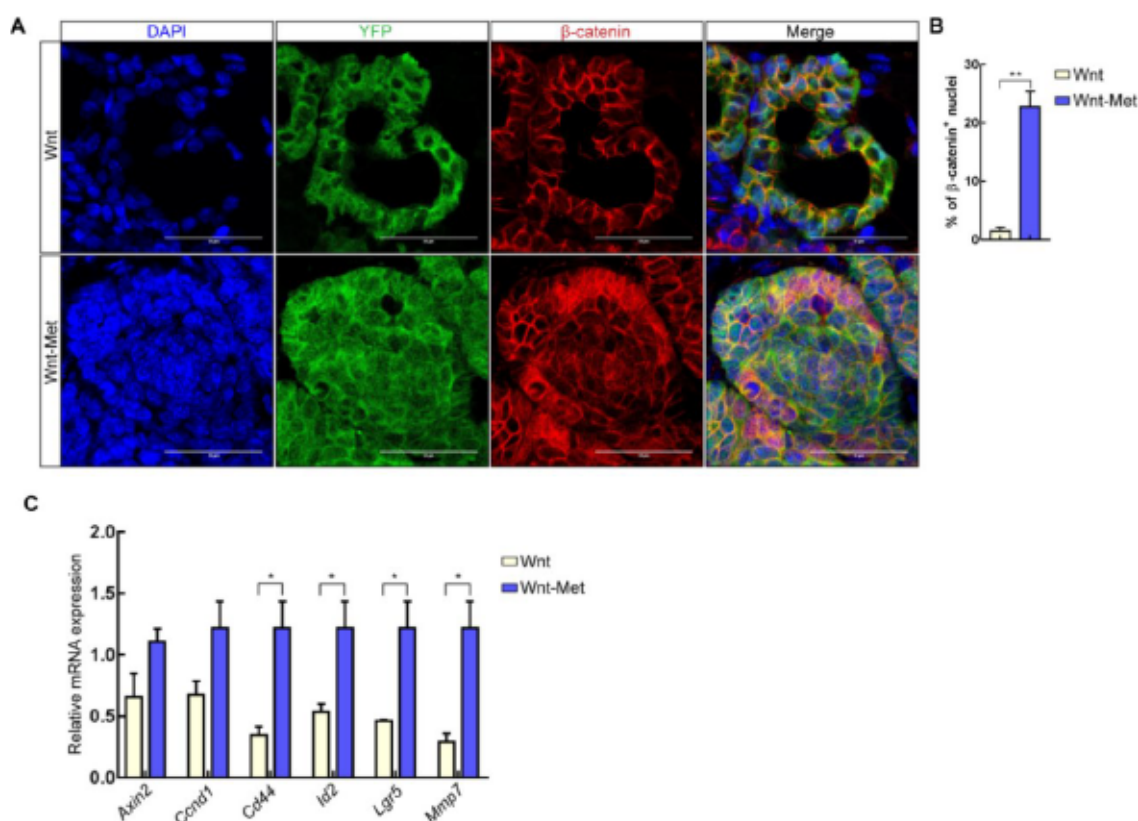 A
DAPI
YFP
β-catenin
Merge
Wnt
Wnt-Met
B
% of β-catenin⁺ nuclei
30
20
10
0
**
Wnt
Wnt-Met
C
Relative mRNA expression
2.0
1.5
1.0
0.5
0.0
* * * *
Wnt
Wnt-Met
Axin2 Ccnd1 Cd44 Id2 Lgr5 Mmp7